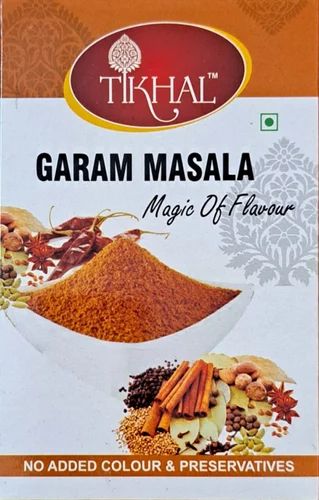 TIKHAL™
GARAM MASALA
Magic Of Flavour
NO ADDED COLOUR & PRESERVATIVES